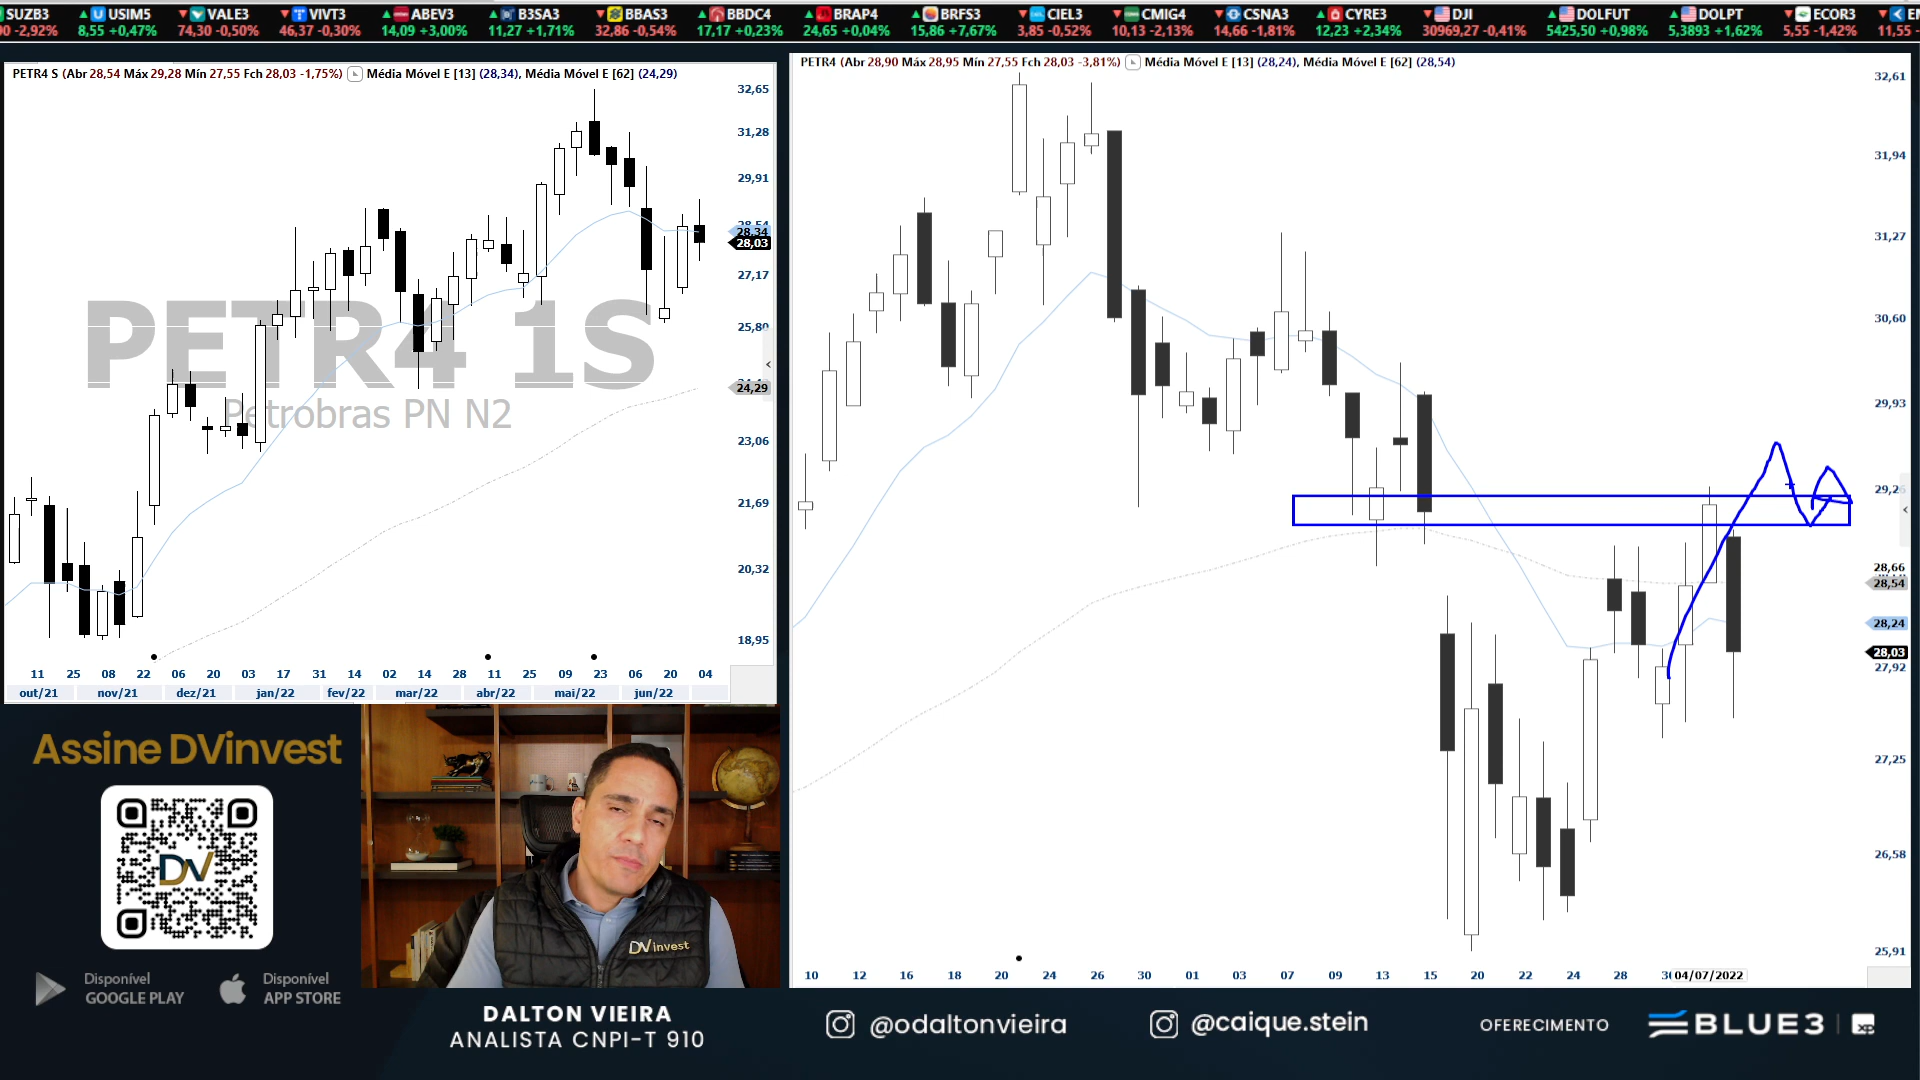 SUZB3 USIM5 VALE3 VIVT3 ABEV3 B3SA3 BBAS3 BBDC4 BRAP4 BRFS3 CIEL3 CMIG4 CSNA3 CYRE3 DJI DOLFUT DOLPT ECOR3
-2,92% 8,55 +0,47% 74,30 -0,50% 46,37 -0,30% 14,09 +3,00% 11,27 +1,71% 32,86 -0,54% 17,17 +0,23% 24,65 +0,04% 15,86 +7,67% 3,85 -0,52% 10,13 -2,13% 14,66 -1,81% 12,23 +2,34% 30969,27 -0,41% 5425,50 +0,98% 5,3893 +1,62% 5,55 -1,42% 11,55
PETR4 S (Abr 28,54 Máx 29,28 Mín 27,55 Fch 28,03 -1,75%) Média Móvel E [13] (28,34), Média Móvel E [62] (24,29)
32,65
31,28
29,91
28,54
28,34
28,03
27,17
25,80
24,29
23,06
21,69
20,32
18,95
PETR4 1S
Petrobras PN N2
11 25 08 22 06 20 03 17 31 14 02 14 28 11 25 09 23 06 20 04
out/21 nov/21 dez/21 jan/22 fev/22 mar/22 abr/22 mai/22 jun/22
PETR4 (Abr 28,90 Máx 28,95 Mín 27,55 Fch 28,03 -3,81%) Média Móvel E [13] (28,24), Média Móvel E [62] (28,54)
32,61
31,94
31,27
30,60
29,93
29,26
28,66
28,54
28,24
28,03
27,92
27,25
26,58
25,91
10 12 16 18 20 24 26 30 01 03 07 09 13 15 20 22 24 28 04/07/2022
Assine DVinvest
DV
Disponível
GOOGLE PLAY
Disponível
APP STORE
DVinvest
DALTON VIEIRA
ANALISTA CNPI-T 910
@odaltonvieira
@caique.stein
OFERECIMENTO
BLUE3
xp